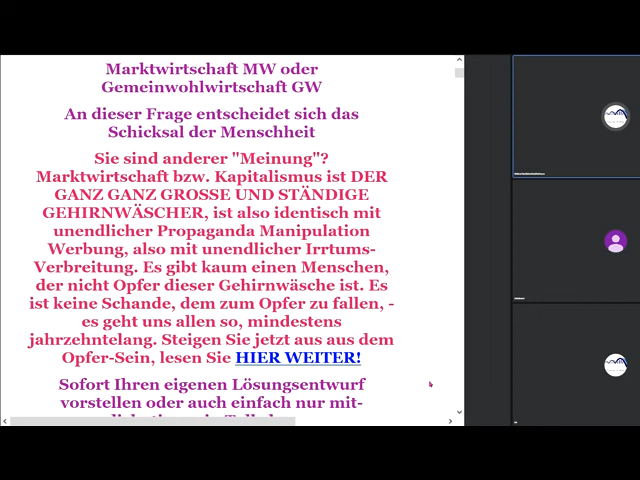 Marktwirtschaft MW oder
Gemeinwohlwirtschaft GW
An dieser Frage entscheidet sich das
Schicksal der Menschheit
Sie sind anderer "Meinung"?
Marktwirtschaft bzw. Kapitalismus ist DER
GANZ GANZ GROSSE UND STÄNDIGE
GEHIRNWÄSCHER, ist also identisch mit
unendlicher Propaganda Manipulation
Werbung, also mit unendlicher Irrtums-
Verbreitung. Es gibt kaum einen Menschen,
der nicht Opfer dieser Gehirnwäsche ist. Es
ist keine Schande, dem zum Opfer zu fallen, -
es geht uns allen so, mindestens
jahrzehntelang. Steigen Sie jetzt aus aus dem
Opfer-Sein, lesen Sie HIER WEITER!
Sofort Ihren eigenen Lösungsentwurf
vorstellen oder auch einfach nur mit-